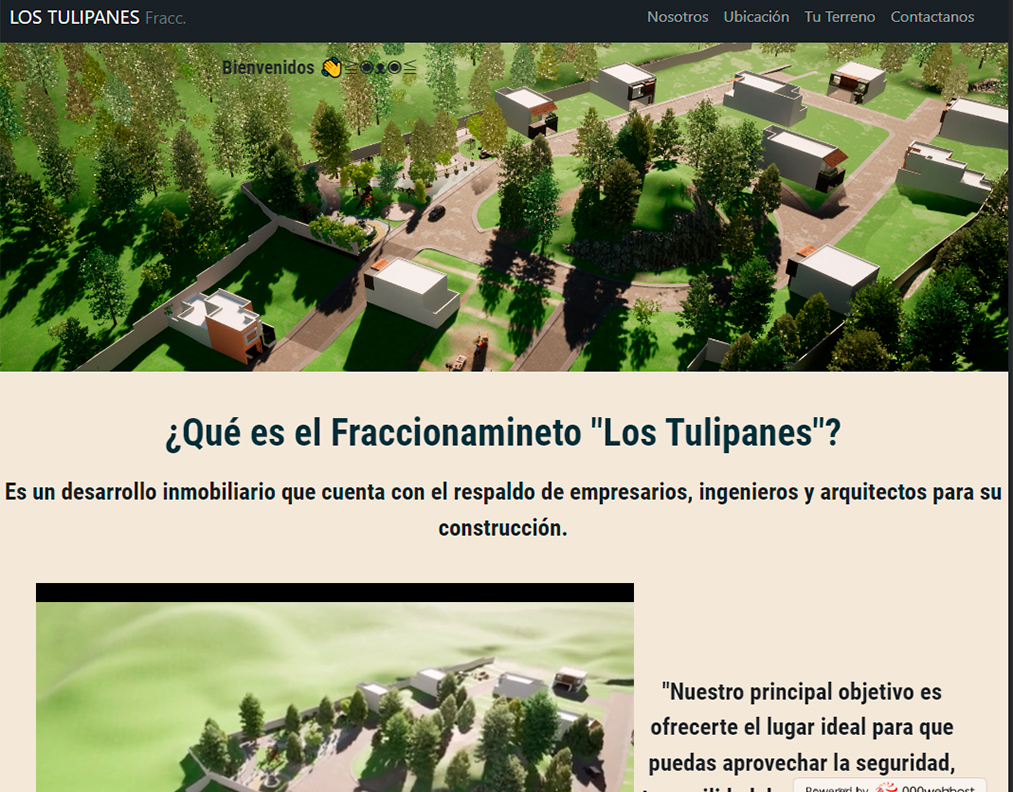 LOS TULIPANES Fracc.
Nosotros Ubicación Tu Terreno Contactanos
Bienvenidos 👋≦◉ᴥ◉≦
¿Qué es el Fraccionamineto "Los Tulipanes"?
Es un desarrollo inmobiliario que cuenta con el respaldo de empresarios, ingenieros y arquitectos para su
construcción.
"Nuestro principal objetivo es
ofrecerte el lugar ideal para que
puedas aprovechar la seguridad,
Powered by 000webhost